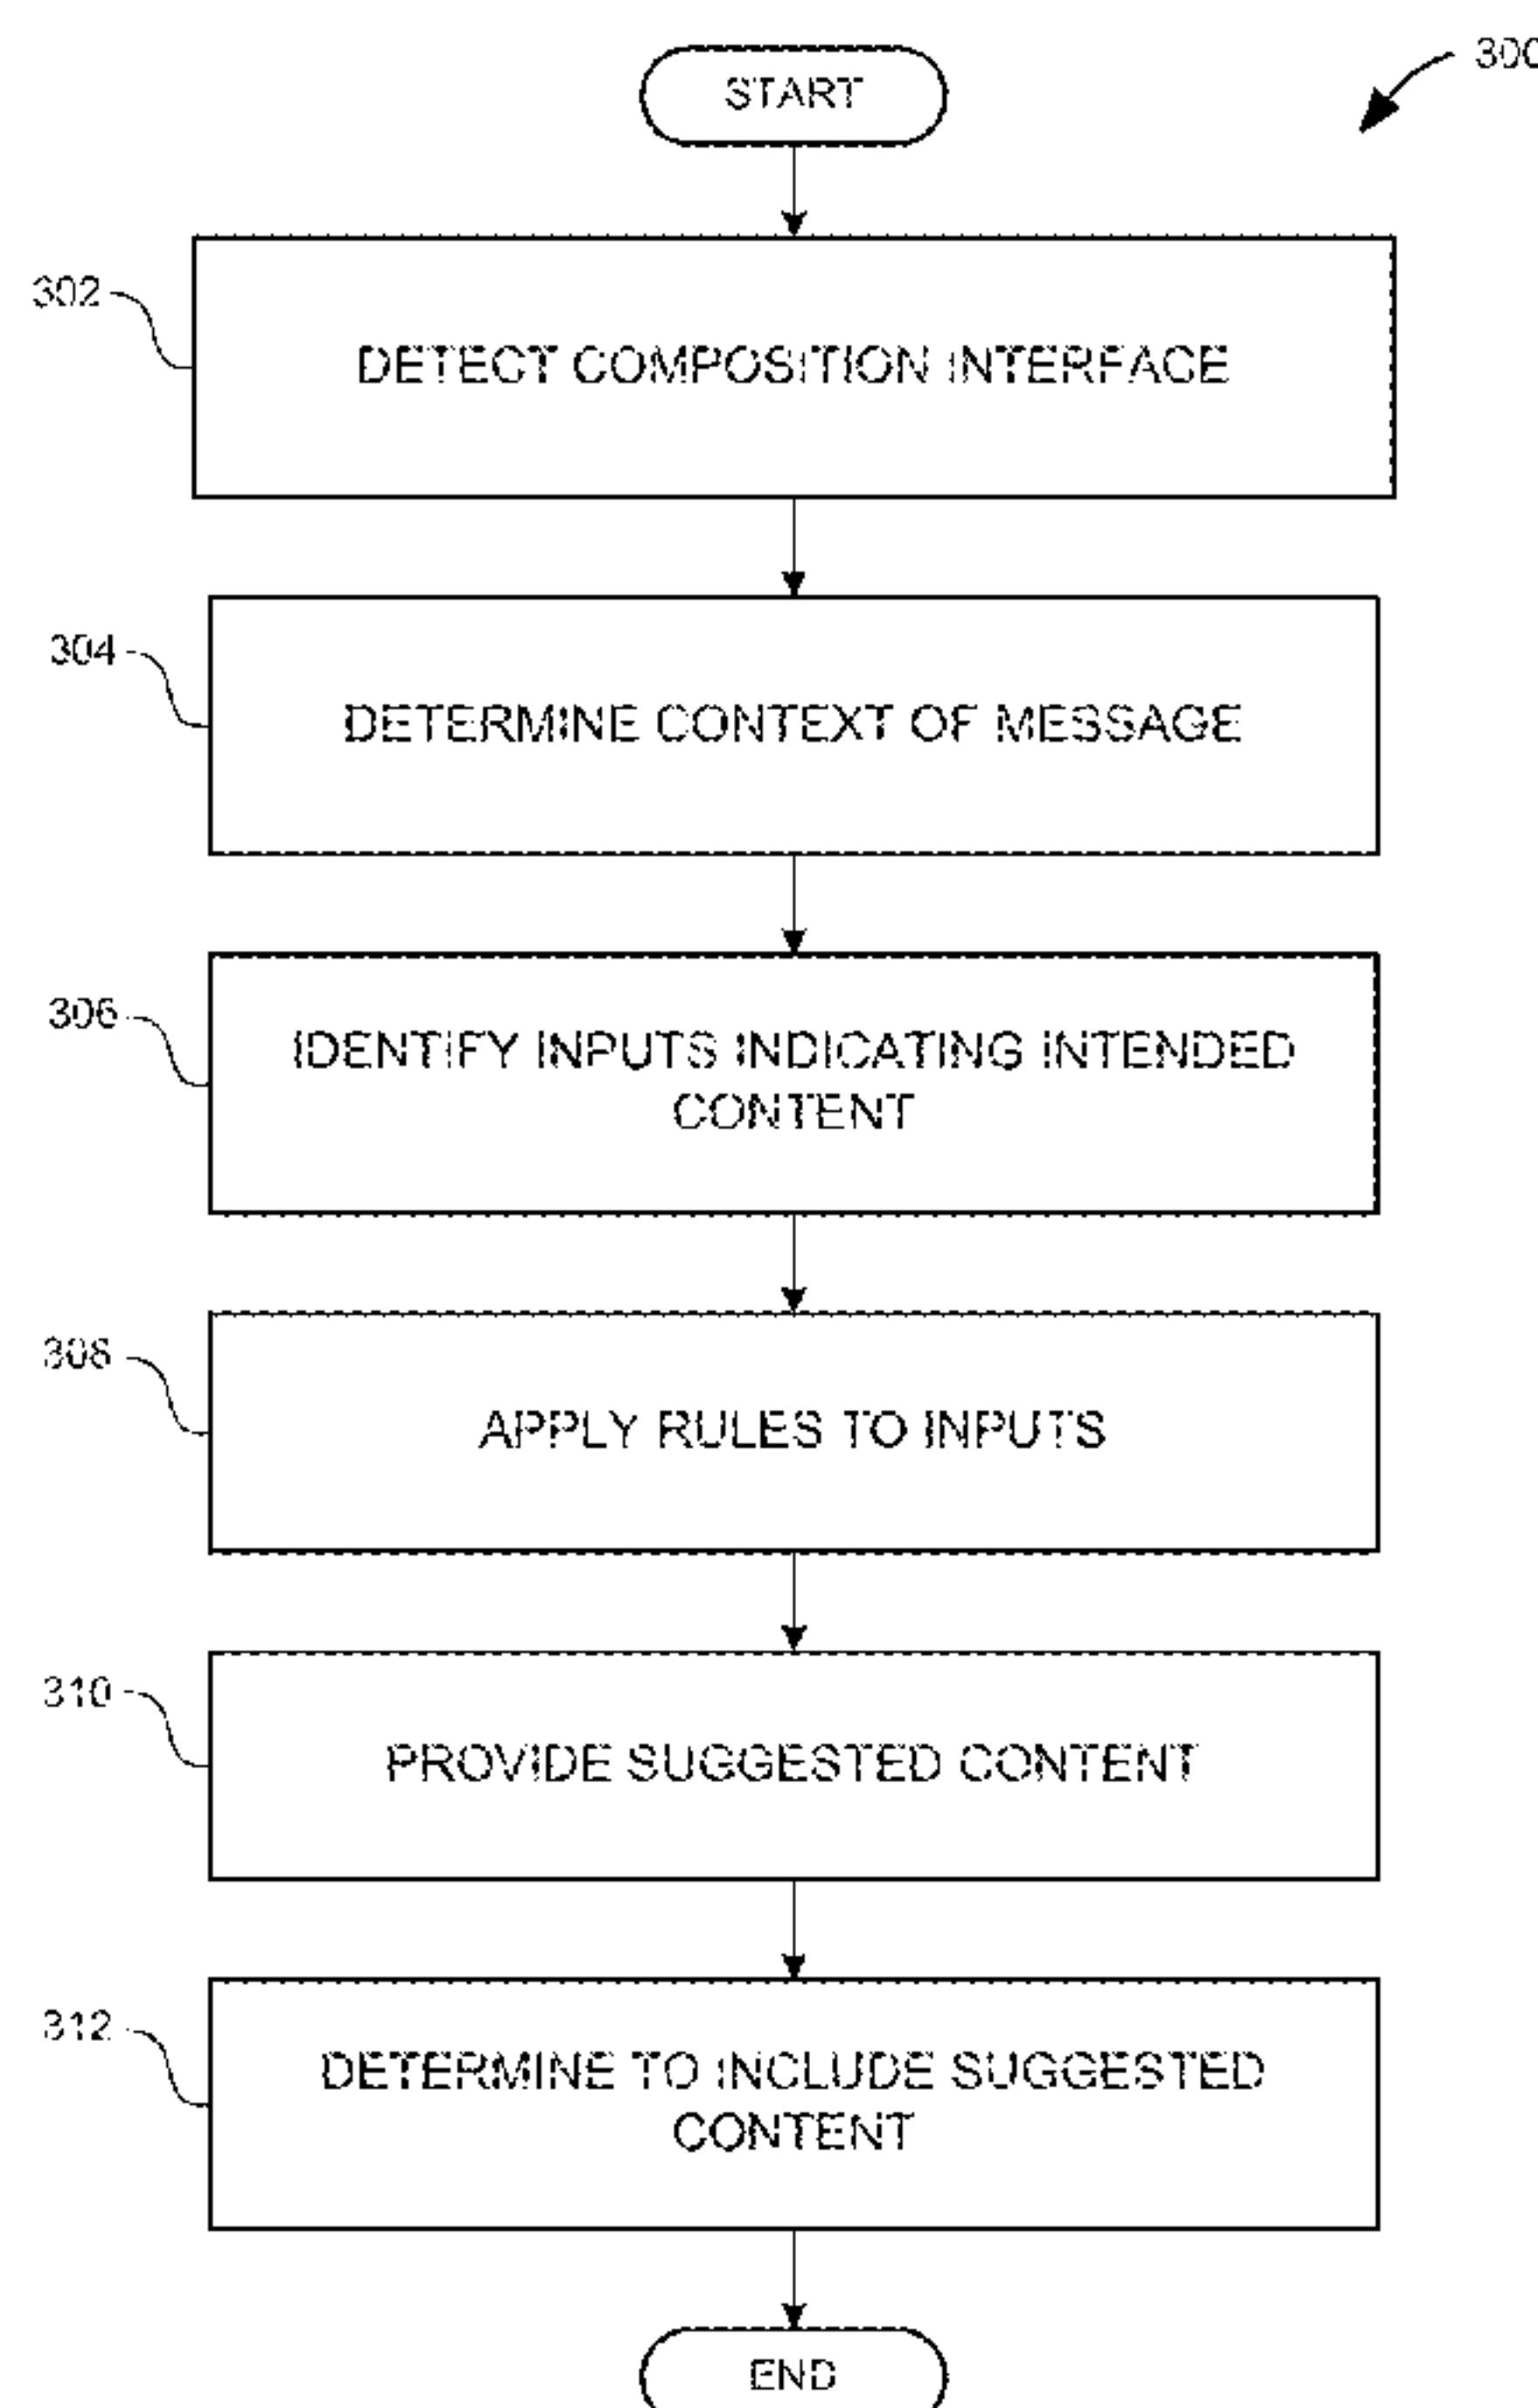 START
300
302
DETECT COMPOSITION INTERFACE
304
DETERMINE CONTEXT OF MESSAGE
306
IDENTIFY INPUTS INDICATING INTENDED
CONTENT
308
APPLY RULES TO INPUTS
310
PROVIDE SUGGESTED CONTENT
312
DETERMINE TO INCLUDE SUGGESTED
CONTENT
END